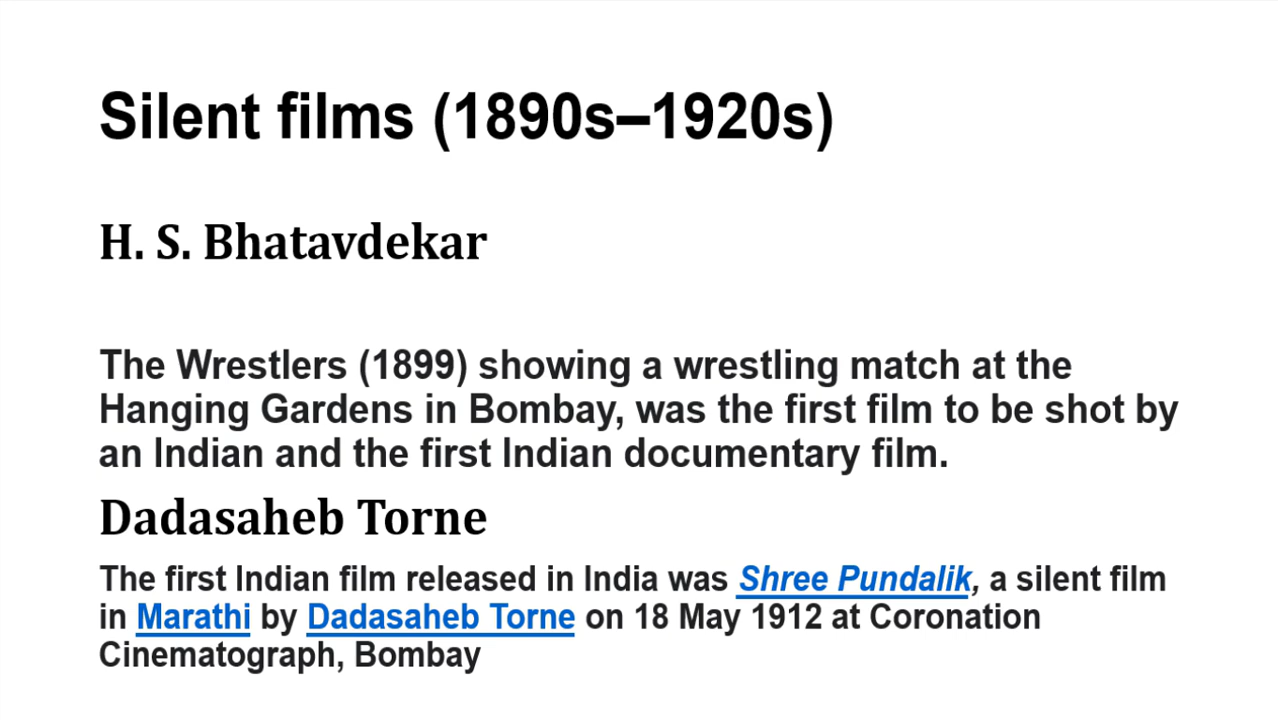 Silent films (1890s–1920s)
H. S. Bhatavdekar
The Wrestlers (1899) showing a wrestling match at the
Hanging Gardens in Bombay, was the first film to be shot by
an Indian and the first Indian documentary film.
Dadasaheb Torne
The first Indian film released in India was Shree Pundalik, a silent film
in Marathi by Dadasaheb Torne on 18 May 1912 at Coronation
Cinematograph, Bombay